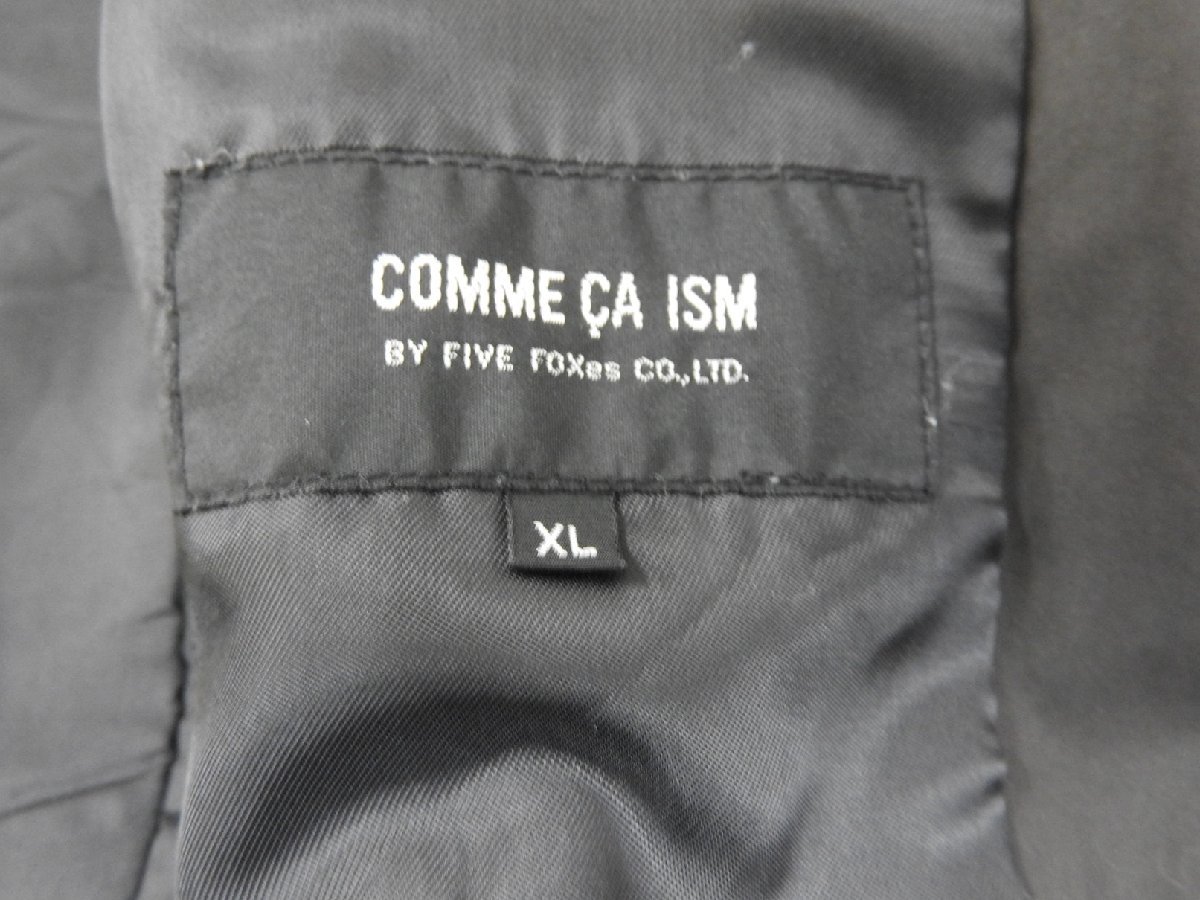 COMME ÇA ISM
BY FIVE FOXes CO.,LTD.
XL